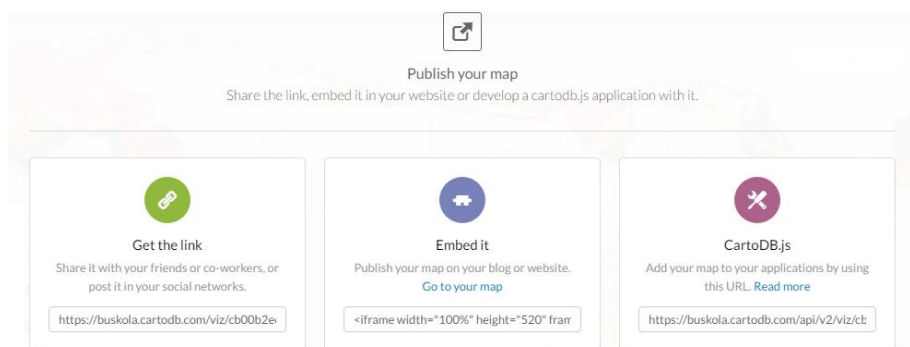 Publish your map
Share the link, embed it in your website or develop a cartodb.js application with it.
Get the link
Share it with your friends or co-workers, or
post it in your social networks.
https://buskola.cartodb.com/viz/cb00b2e
Embed it
Publish your map on your blog or website.
Go to your map
<iframe width="100%" height="520" fram
CartoDB.js
Add your map to your applications by using
this URL. Read more
https://buskola.cartodb.com/api/v2/viz/cb